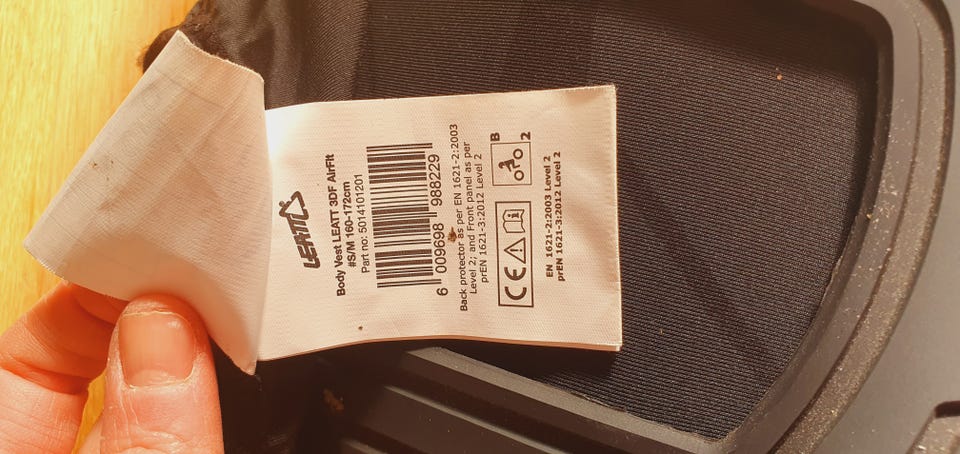 LEATT
Body Vest LEATT 3DF AirFit
#S/M 160-172cm
Part no: 5014101201
6 009698 988229
Back protector as per EN 1621-2:2003
Level 2; and Front panel as per
prEN 1621-3:2012 Level 2
CE
B
2
EN 1621-2:2003 Level 2
prEN 1621-3:2012 Level 2